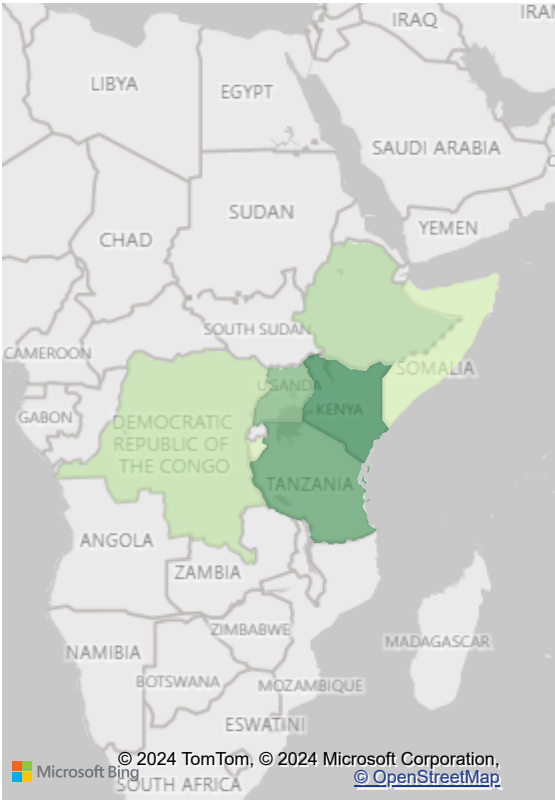 IRAQ
IRAN
LIBYA
EGYPT
SAUDI ARABIA
SUDAN
YEMEN
CHAD
SOUTH SUDAN
CAMEROON
SOMALIA
UGANDA
KENYA
GABON
DEMOCRATIC
REPUBLIC OF
THE CONGO
TANZANIA
ANGOLA
ZAMBIA
ZIMBABWE
MADAGASCAR
NAMIBIA
BOTSWANA
MOZAMBIQUE
ESWATINI
© 2024 TomTom, © 2024 Microsoft Corporation,
Microsoft Bing
© OpenStreetMap
SOUTH AFRICA